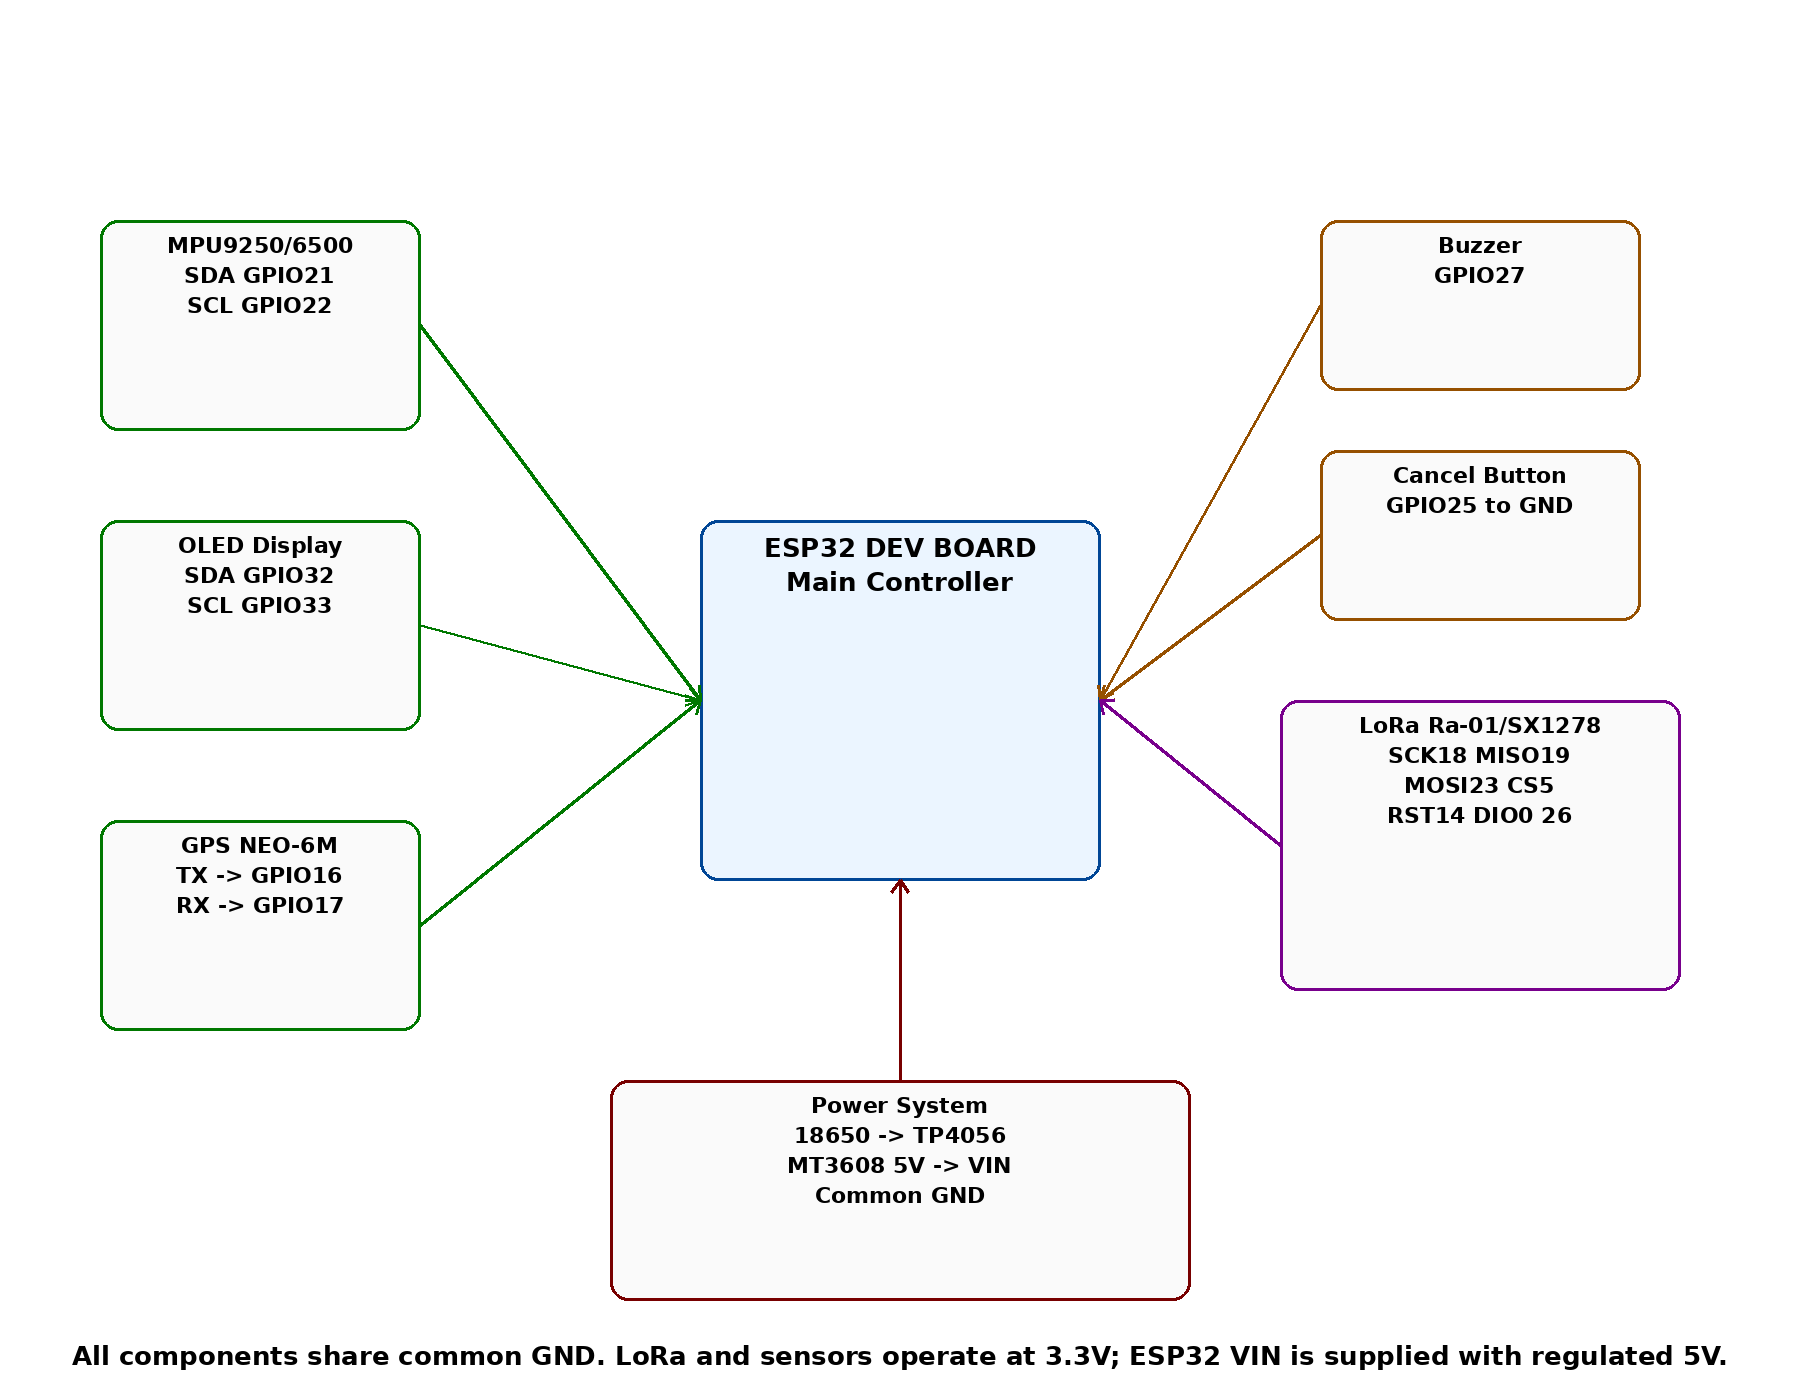 MPU9250/6500
SDA GPIO21
SCL GPIO22
OLED Display
SDA GPIO32
SCL GPIO33
GPS NEO-6M
TX -> GPIO16
RX -> GPIO17
ESP32 DEV BOARD
Main Controller
Buzzer
GPIO27
Cancel Button
GPIO25 to GND
LoRa Ra-01/SX1278
SCK18 MISO19
MOSI23 CS5
RST14 DIO0 26
Power System
18650 -> TP4056
MT3608 5V -> VIN
Common GND
All components share common GND. LoRa and sensors operate at 3.3V; ESP32 VIN is supplied with regulated 5V.